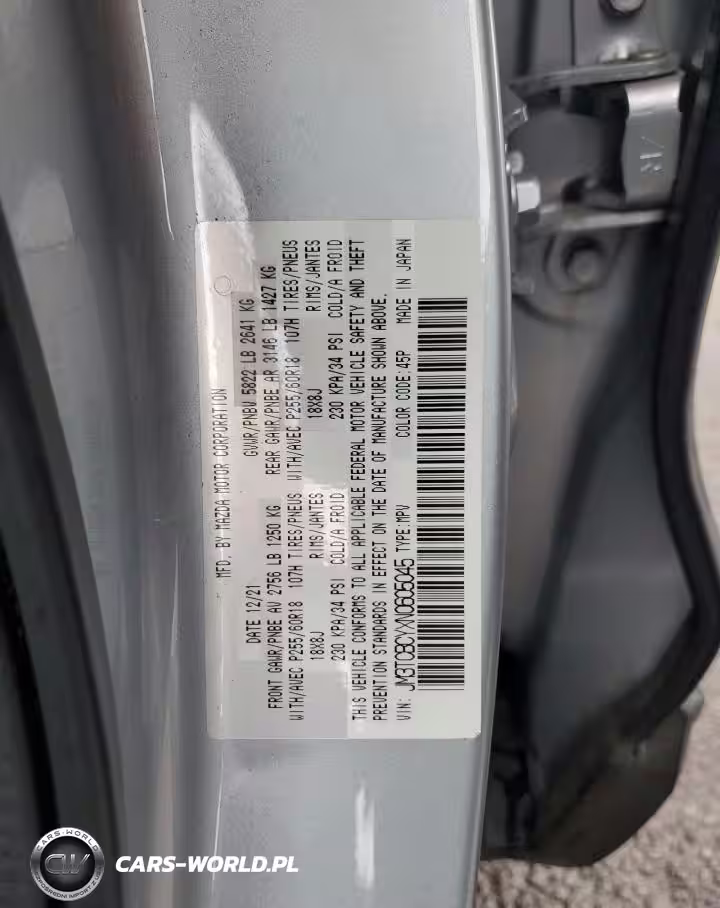 MFD. BY MAZDA MOTOR CORPORATION
DATE 12/21 GVWR/PNBV 5822 LB 2641 KG
FRONT GAWR/PNBE AV 2756 LB 1250 KG REAR GAWR/PNBE AR 3146 LB 1427 KG
WITH/AVEC P255/60R18 107H TIRES/PNEUS WITH/AVEC P255/60R18 107H TIRES/PNEUS
18X8J RIMS/JANTES 18X8J RIMS/JANTES
230 KPA/34 PSI COLD/A FROID 230 KPA/34 PSI COLD/A FROID
THIS VEHICLE CONFORMS TO ALL APPLICABLE FEDERAL MOTOR VEHICLE SAFETY AND THEFT
PREVENTION STANDARDS IN EFFECT ON THE DATE OF MANUFACTURE SHOWN ABOVE.
VIN: JM3TCBCYXN0605045 TYPE:MPV COLOR CODE:45P MADE IN JAPAN
CARS-WORLD
CW
CARS-WORLD.PL